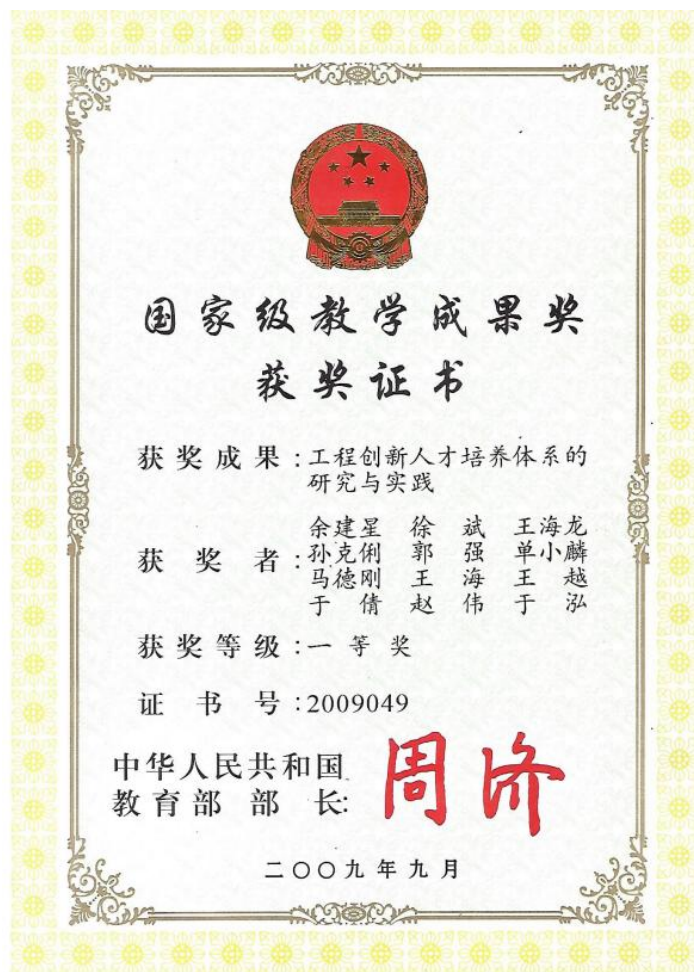 国家级教学成果奖
获奖证书
获奖成果:工程创新人才培养体系的
研究与实践
余建星 徐斌 王海龙
孙克俐 郭强 单小麟
获奖者:马德刚 王海 王越
于倩 赵伟 于泓
获奖等级:一等奖
证书号:2009049
中华人民共和国
教育部部长:周济
二〇〇九年九月